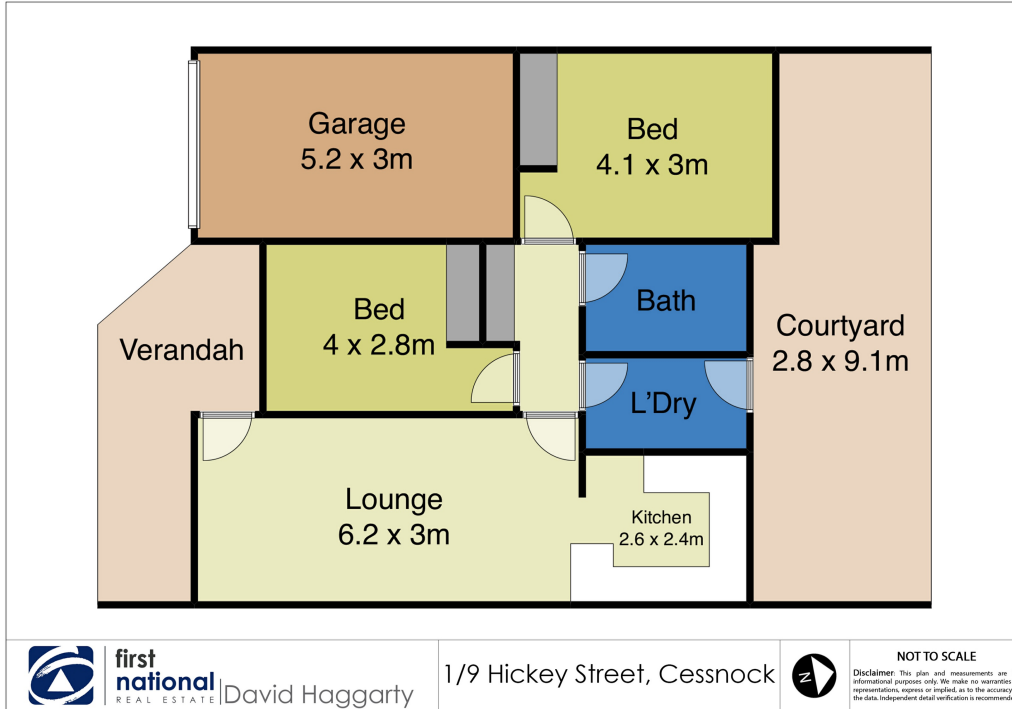 Garage
5.2 x 3m
Bed
4.1 x 3m
Bed
4 x 2.8m
Bath
Verandah
Courtyard
2.8 x 9.1m
L'Dry
Lounge
6.2 x 3m
Kitchen
2.6 x 2.4m
first
national
REAL ESTATE
David Haggarty
1/9 Hickey Street, Cessnock
N
NOT TO SCALE
Disclaimer: This plan and measurements are
informational purposes only. We make no warranties
representations, express or implied, as to the accuracy
the data. Independent detail verification is